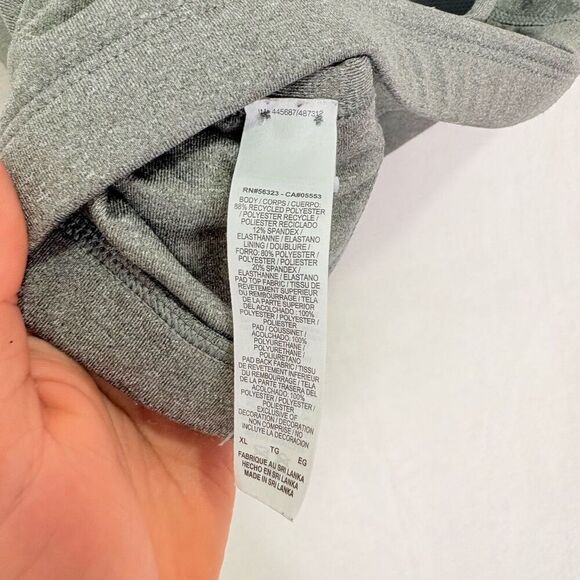 445687/487312
RN#56323 - CA#05553
BODY / CORPS / CUERPO:
88% RECYCLED POLYESTER
/ POLYESTER RECYCLE /
POLIESTER RECICLADO
12% SPANDEX /
ELASTHANNE / ELASTANO
LINING / DOUBLURE /
FORRO: 80% POLYESTER /
POLYESTER / POLIESTER
20% SPANDEX /
ELASTHANNE / ELASTANO
PAD TOP FABRIC / TISSU DE
REVETEMENT SUPERIEUR
DU REMBOURRAGE / TELA
DE LA PARTE SUPERIOR
DEL ACOLCHADO: 100%
POLYESTER / POLYESTER /
POLIESTER
PAD / COUSSINET /
ACOLCHADO: 100%
POLYURETHANE /
POLYURETHANE /
POLIURETANO
PAD BACK FABRIC / TISSU
DE REVETEMENT INFERIEUR
DU REMBOURRAGE / TELA
DE LA PARTE TRASERA DEL
ACOLCHADO: 100%
POLYESTER / POLYESTER /
POLIESTER
EXCLUSIVE OF
DECORATION / DECORATION
NON COMPRISE / NO
INCLUYE LA DECORACION
XL TG EG
FABRIQUE AU SRI LANKA
HECHO EN SRI LANKA
MADE IN SRI LANKA